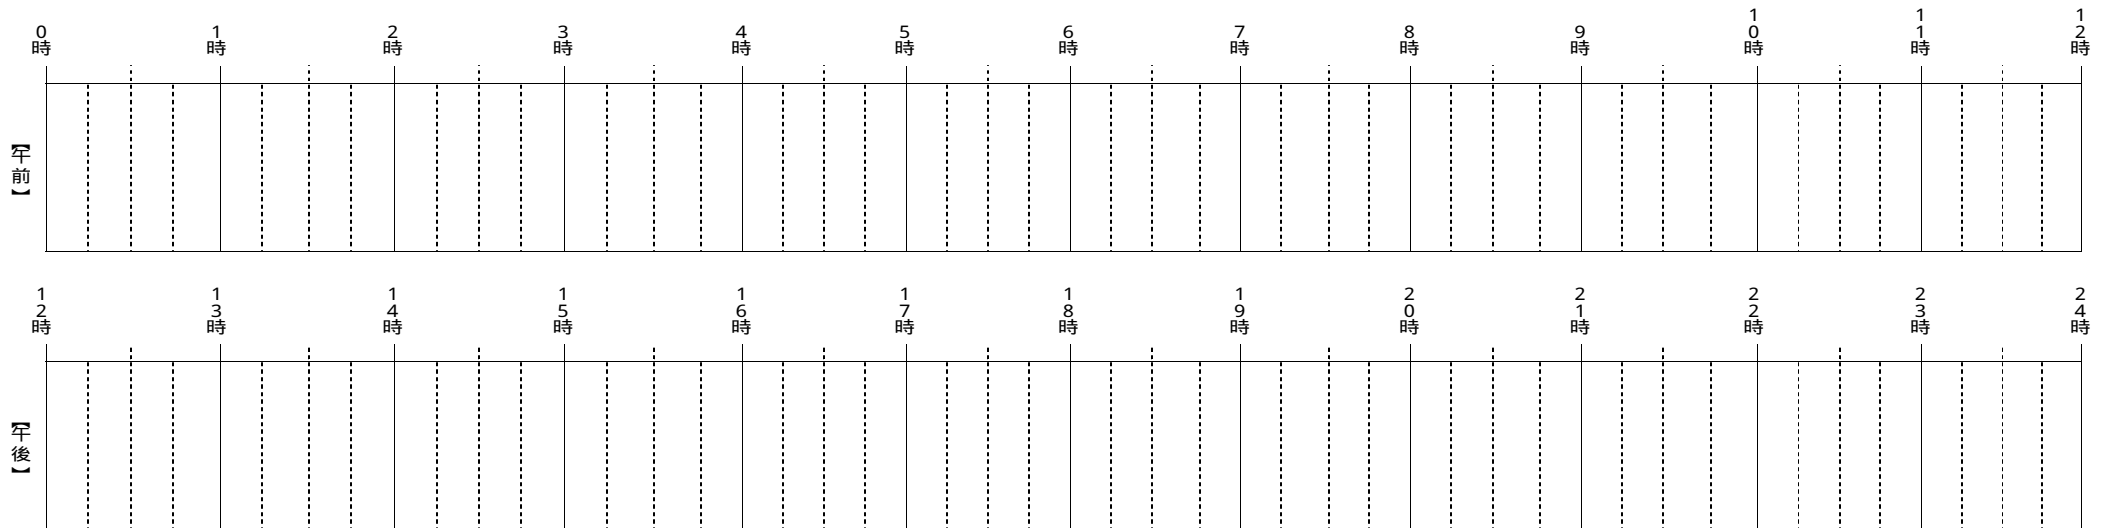 0時 1時 2時 3時 4時 5時 6時 7時 8時 9時 10時 11時 12時
【午前】
12時 13時 14時 15時 16時 17時 18時 19時 20時 21時 22時 23時 24時
【午後】